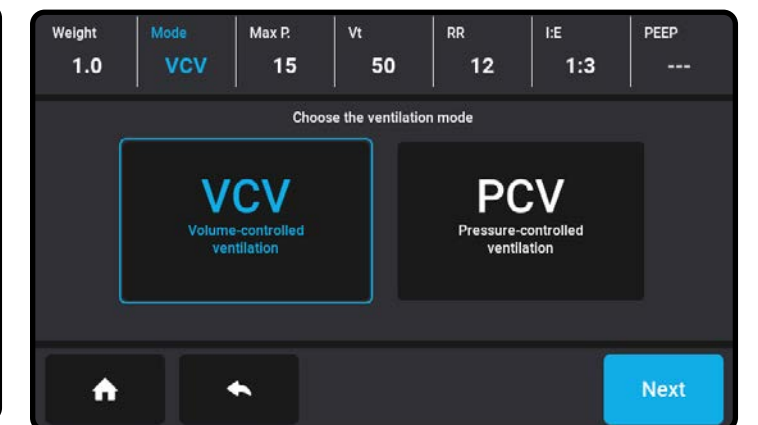 Weight Mode Max P. Vt RR I:E PEEP
1.0 VCV 15 50 12 1:3 ---
Choose the ventilation mode
VCV PCV
Volume-controlled Pressure-controlled
ventilation ventilation
Next